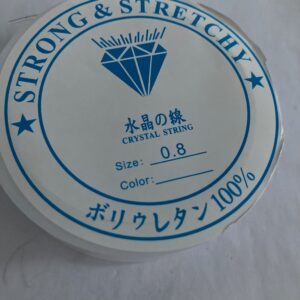 ★ STRONG & STRETCHY ★
水晶の線
CRYSTAL STRING
Size: 0.8
Color:
ポリゥレタン100%